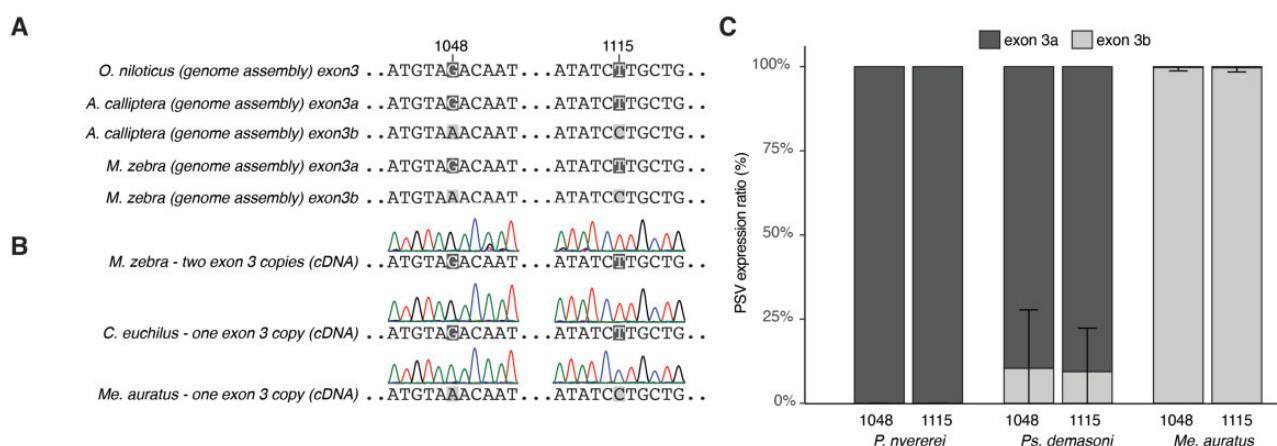 A
1048 1115
O. niloticus (genome assembly) exon3 ..ATGTAGACAAT...ATATCTTGCTG..
A. calliptera (genome assembly) exon3a ..ATGTAGACAAT...ATATCTTGCTG..
A. calliptera (genome assembly) exon3b ..ATGTAAACAAT...ATATCCTGCTG..
M. zebra (genome assembly) exon3a ..ATGTAGACAAT...ATATCTTGCTG..
M. zebra (genome assembly) exon3b ..ATGTAAACAAT...ATATCCTGCTG..
B
M. zebra - two exon 3 copies (cDNA) ..ATGTAGACAAT...ATATCTTGCTG..
C. euchilus - one exon 3 copy (cDNA) ..ATGTAGACAAT...ATATCTTGCTG..
Me. auratus - one exon 3 copy (cDNA) ..ATGTAAACAAT...ATATCCTGCTG..
C
exon 3a exon 3b
PSV expression ratio (%)
100%
75%
50%
25%
0%
1048 1115 1048 1115 1048 1115
P. nyererei Ps. demasoni Me. auratus